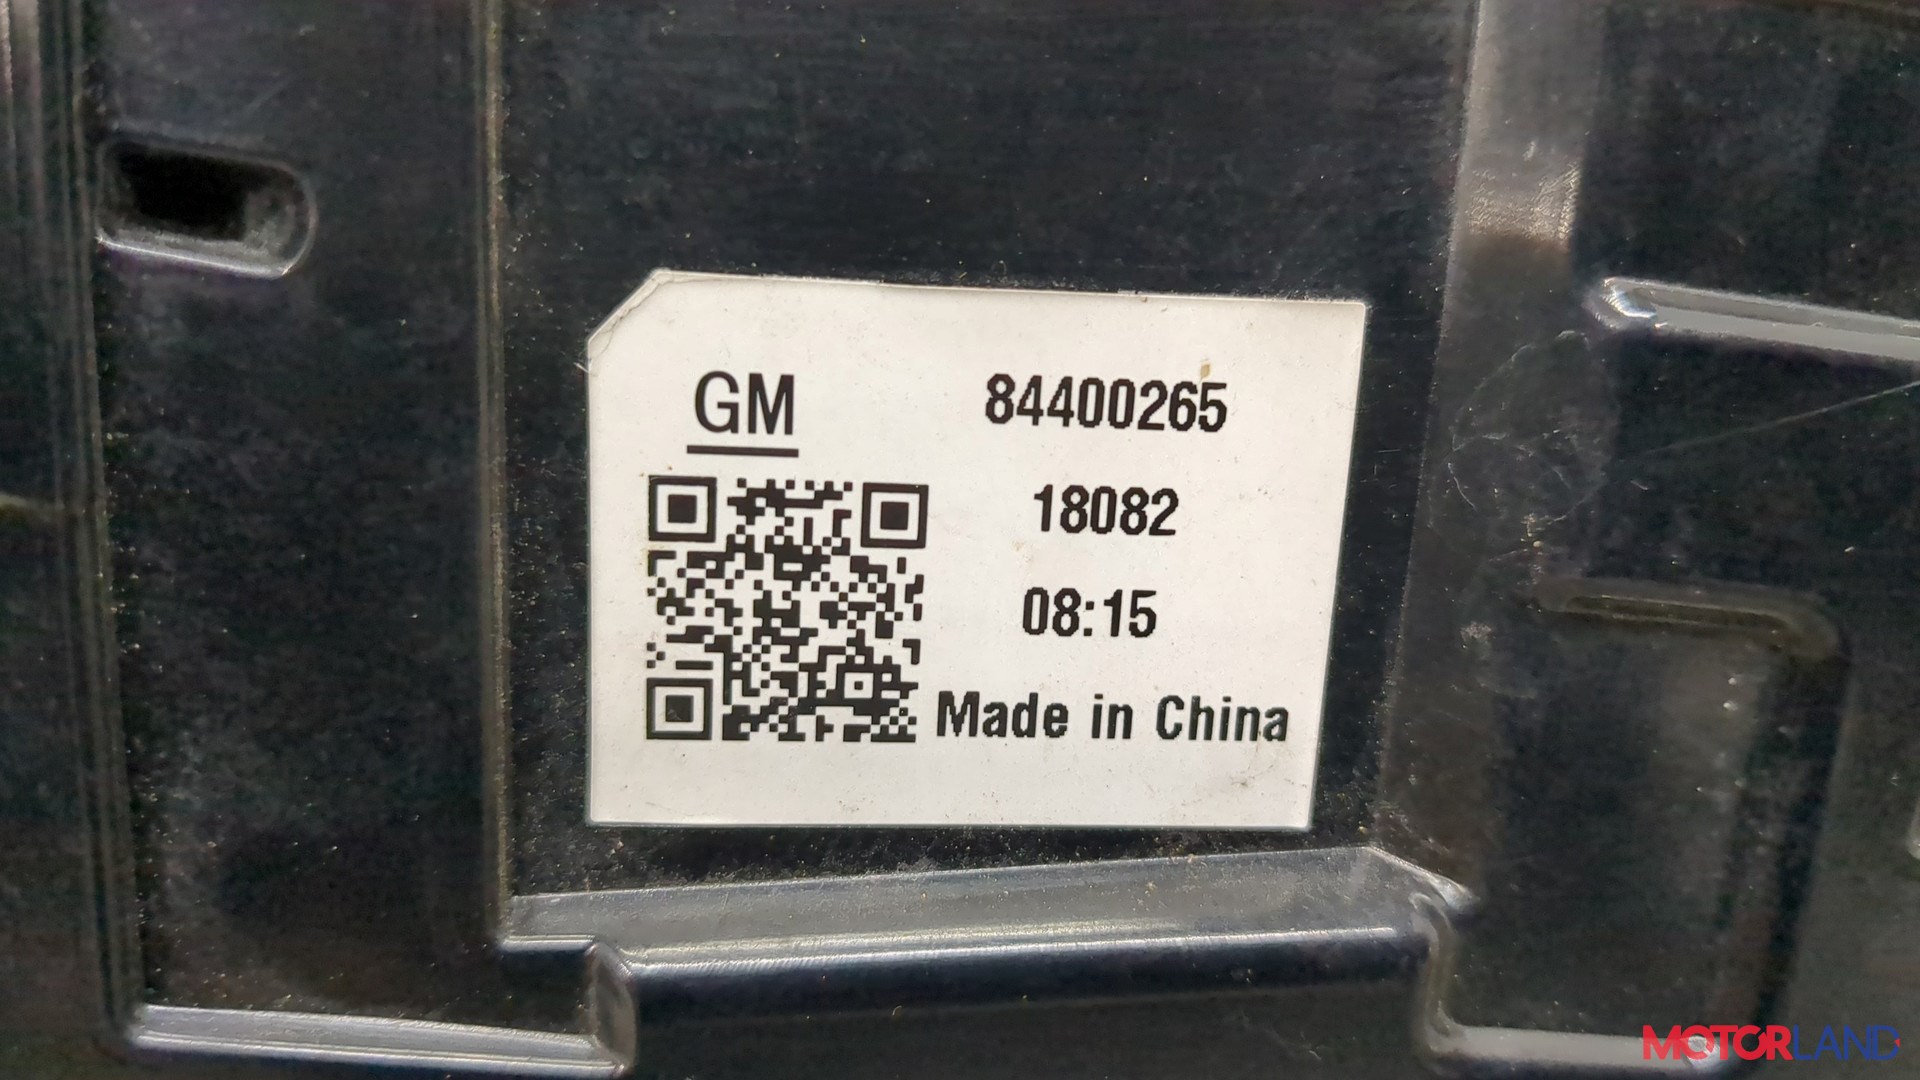 GM 84400265
18082
08:15
Made in China
MOTORLAND